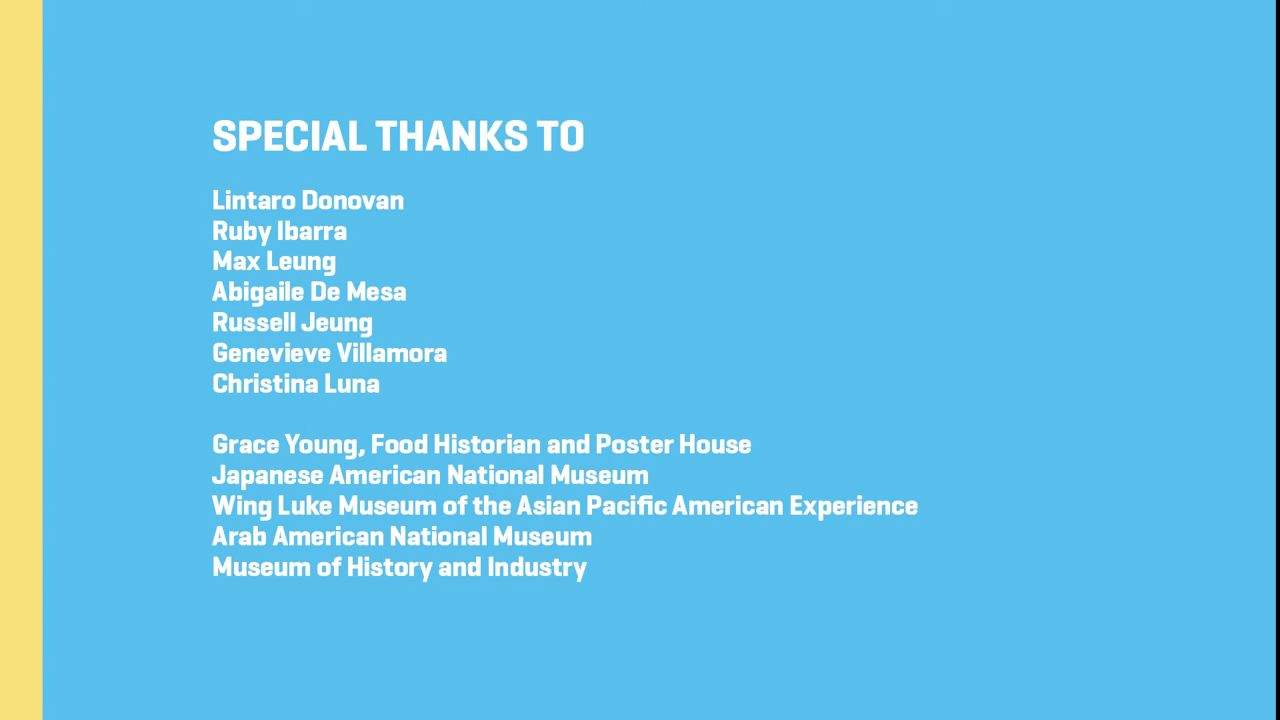 SPECIAL THANKS TO
Lintaro Donovan
Ruby Ibarra
Max Leung
Abigaile De Mesa
Russell Jeung
Genevieve Villamora
Christina Luna
Grace Young, Food Historian and Poster House
Japanese American National Museum
Wing Luke Museum of the Asian Pacific American Experience
Arab American National Museum
Museum of History and Industry